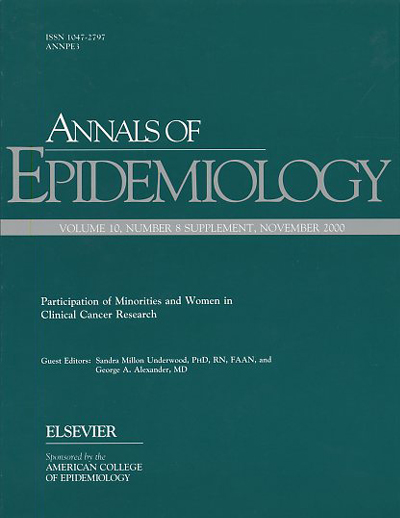 ISSN 1047-2797
ANNPE3
ANNALS OF
EPIDEMIOLOGY
VOLUME 10, NUMBER 8 SUPPLEMENT, NOVEMBER 2000
Participation of Minorities and Women in
Clinical Cancer Research
Guest Editors: Sandra Millon Underwood, PHD, RN, FAAN, and
George A. Alexander, MD
ELSEVIER
Sponsored by the
AMERICAN COLLEGE
OF EPIDEMIOLOGY